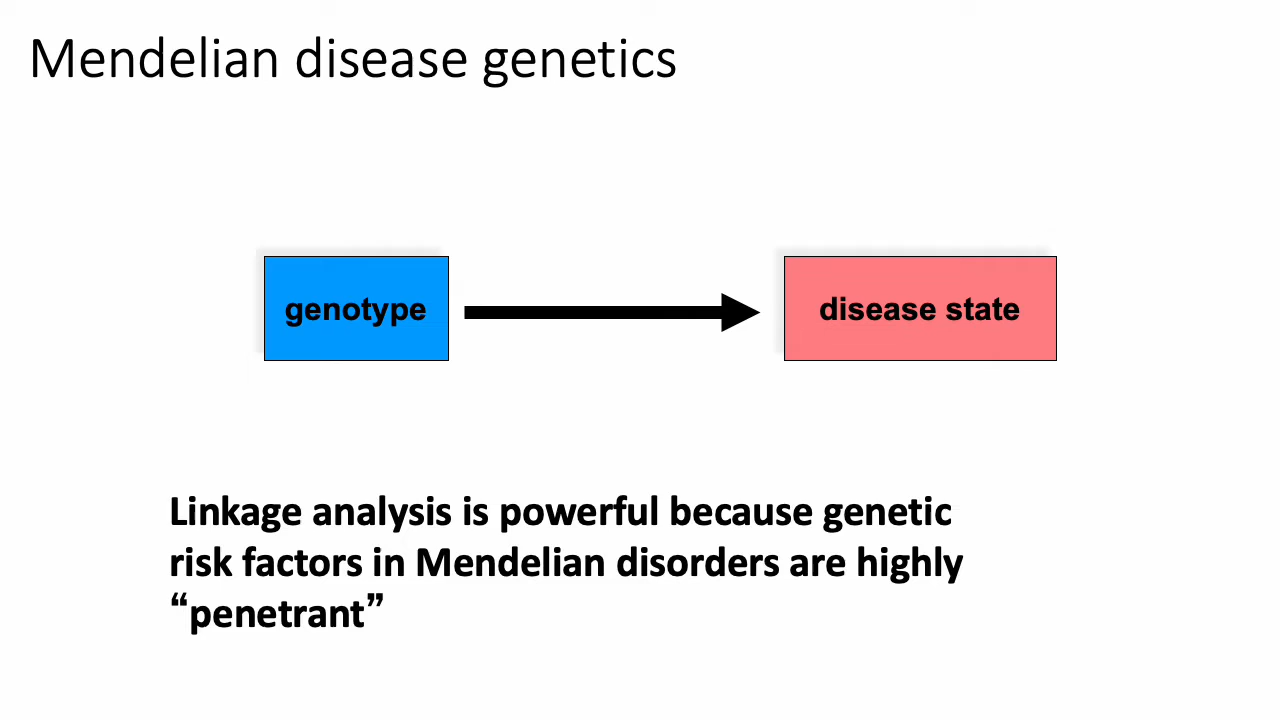 Mendelian disease genetics
genotype
disease state
Linkage analysis is powerful because genetic
risk factors in Mendelian disorders are highly
“penetrant”